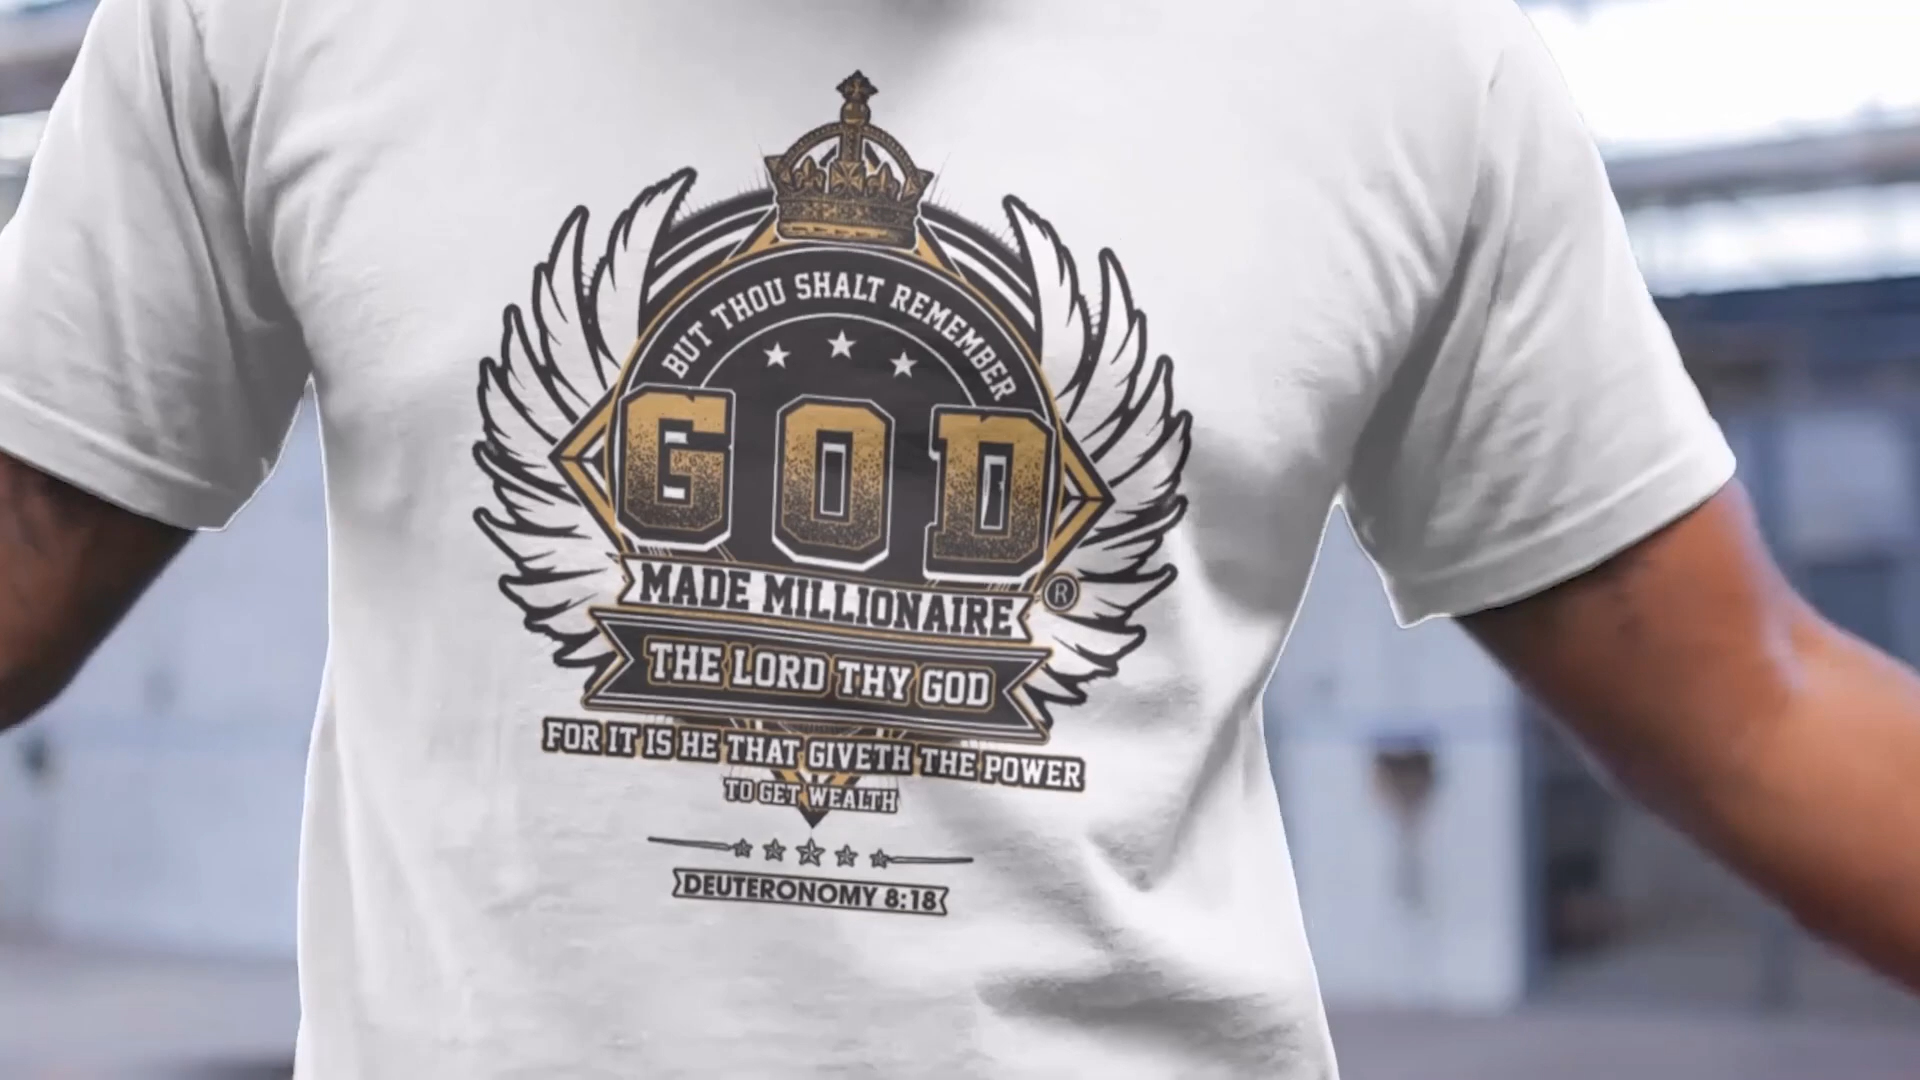 BUT THOU SHALT REMEMBER
GOD
MADE MILLIONAIRE ®
THE LORD THY GOD
FOR IT IS HE THAT GIVETH THE POWER
TO GET WEALTH
DEUTERONOMY 8:18